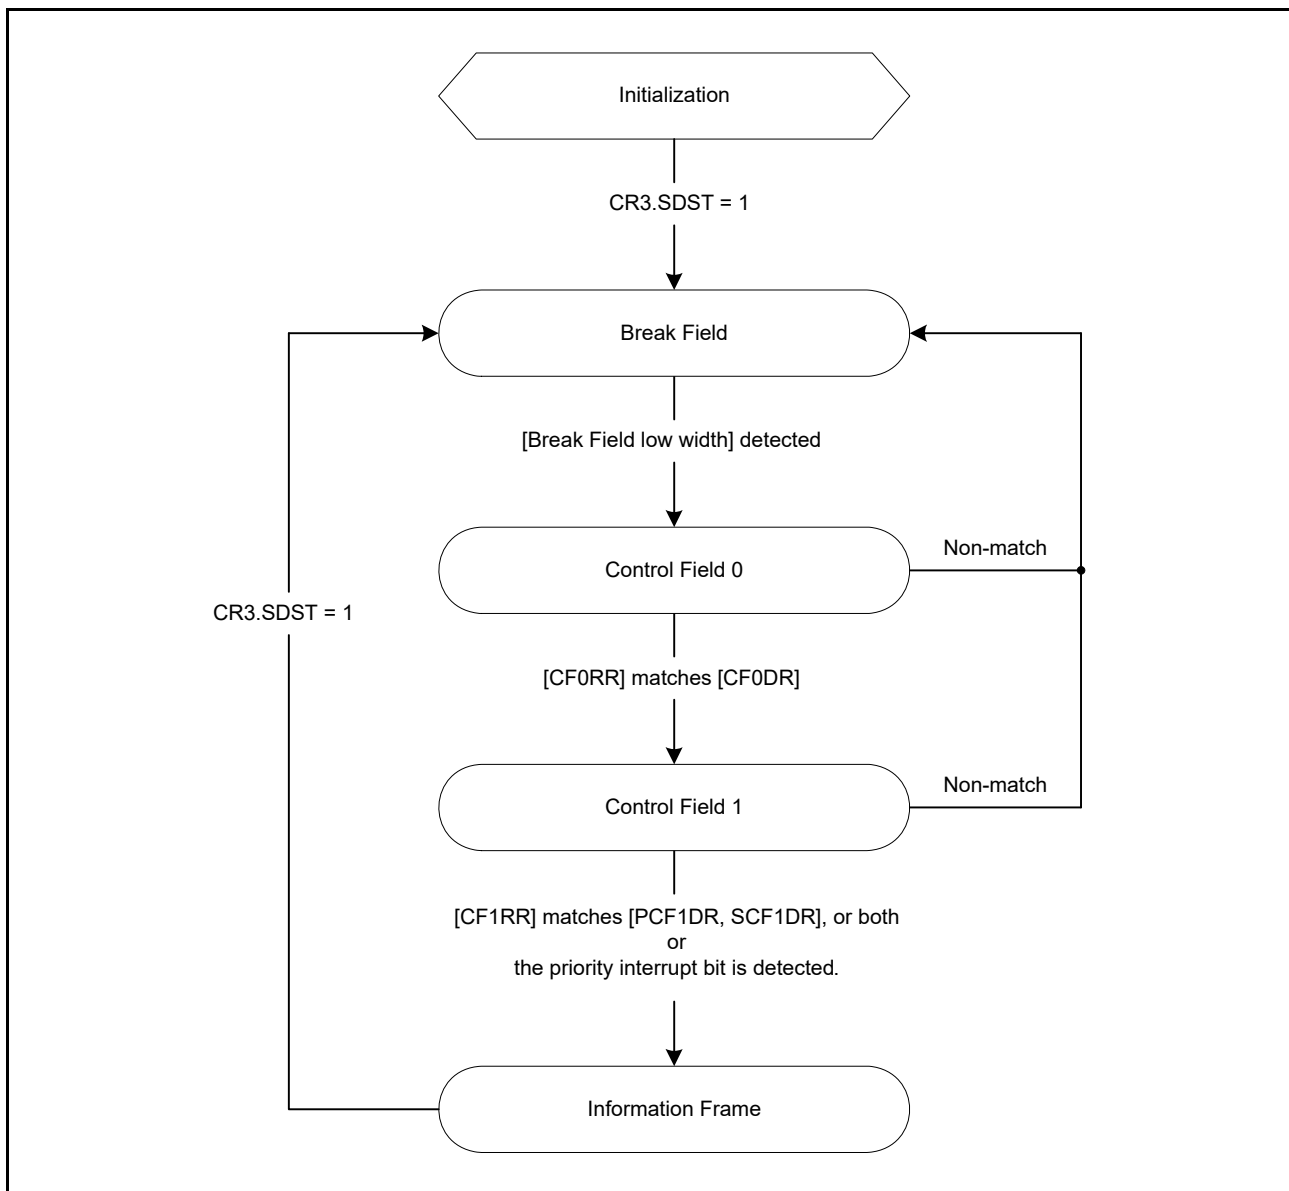 Initialization
CR3.SDST = 1
Break Field
[Break Field low width] detected
Control Field 0
Non-match
CR3.SDST = 1
[CF0RR] matches [CF0DR]
Control Field 1
Non-match
[CF1RR] matches [PCF1DR, SCF1DR], or both
or
the priority interrupt bit is detected.
Information Frame